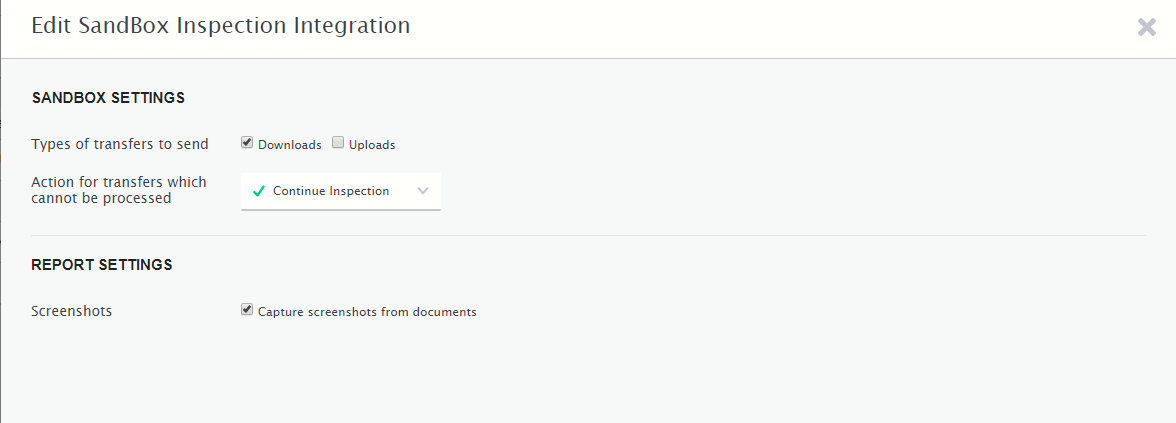 Edit SandBox Inspection Integration
SANDBOX SETTINGS
Types of transfers to send
Downloads Uploads
Action for transfers which
cannot be processed
Continue Inspection
REPORT SETTINGS
Screenshots
Capture screenshots from documents